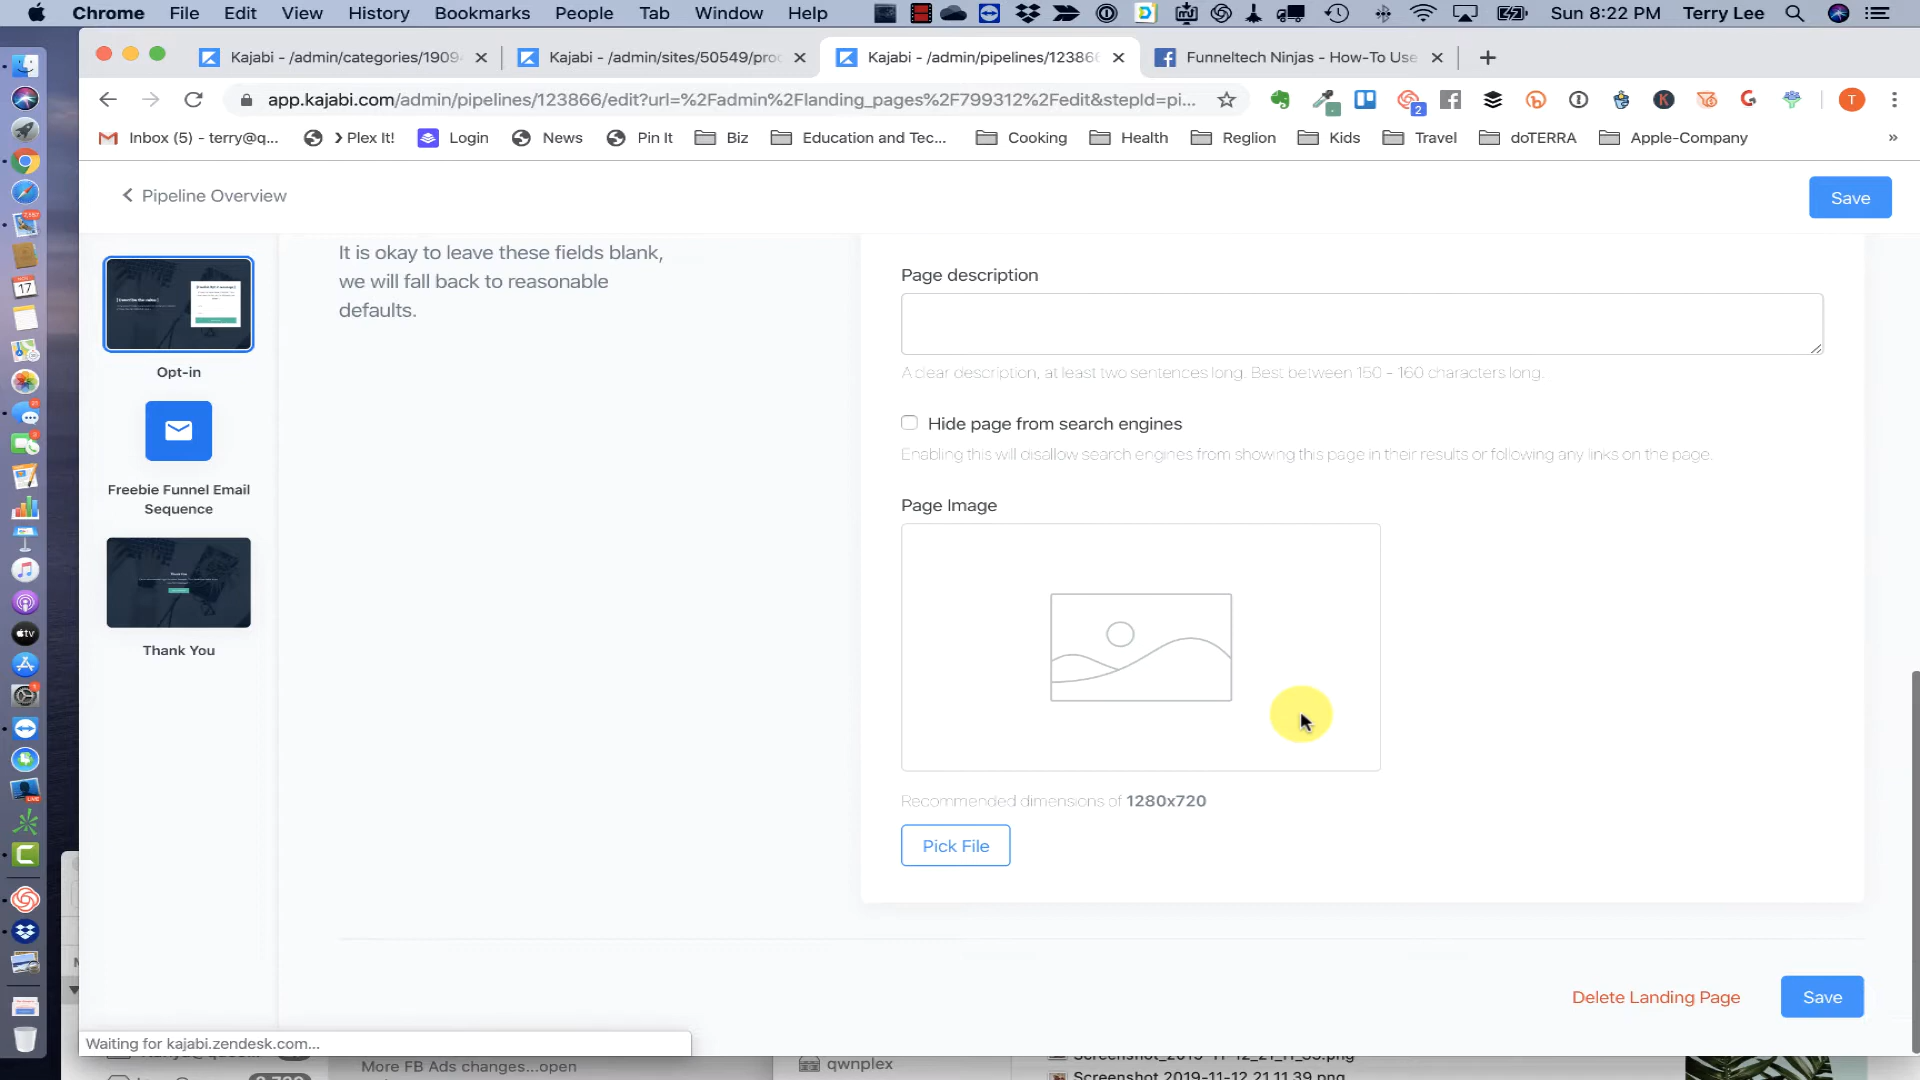 Chrome File Edit View History Bookmarks People Tab Window Help Sun 8:22 PM Terry Lee
Kajabi - /admin/categories/1909 Kajabi - /admin/sites/50549/proc Kajabi - /admin/pipelines/123866 Funneltech Ninjas - How-To Use
app.kajabi.com/admin/pipelines/123866/edit?url=%2Fadmin%2Flanding_pages%2F799312%2Fedit&stepId=pi...
Inbox (5) - terry@q... Plex It! Login News Pin It Biz Education and Tec... Cooking Health Reglion Kids Travel doTERRA Apple-Company »
Pipeline Overview
Save
It is okay to leave these fields blank,
we will fall back to reasonable
defaults.
Opt-in
Freebie Funnel Email
Sequence
Thank You
Page description
A clear description, at least two sentences long. Best between 150 - 160 characters long.
Hide page from search engines
Enabling this will disallow search engines from showing this page in their results or following any links on the page.
Page Image
Recommended dimensions of 1280x720
Pick File
Delete Landing Page
Save
Waiting for kajabi.zendesk.com...
More FB Ads changes...open
qwnplex
Screenshot_2019-11-12_21_11_39.png